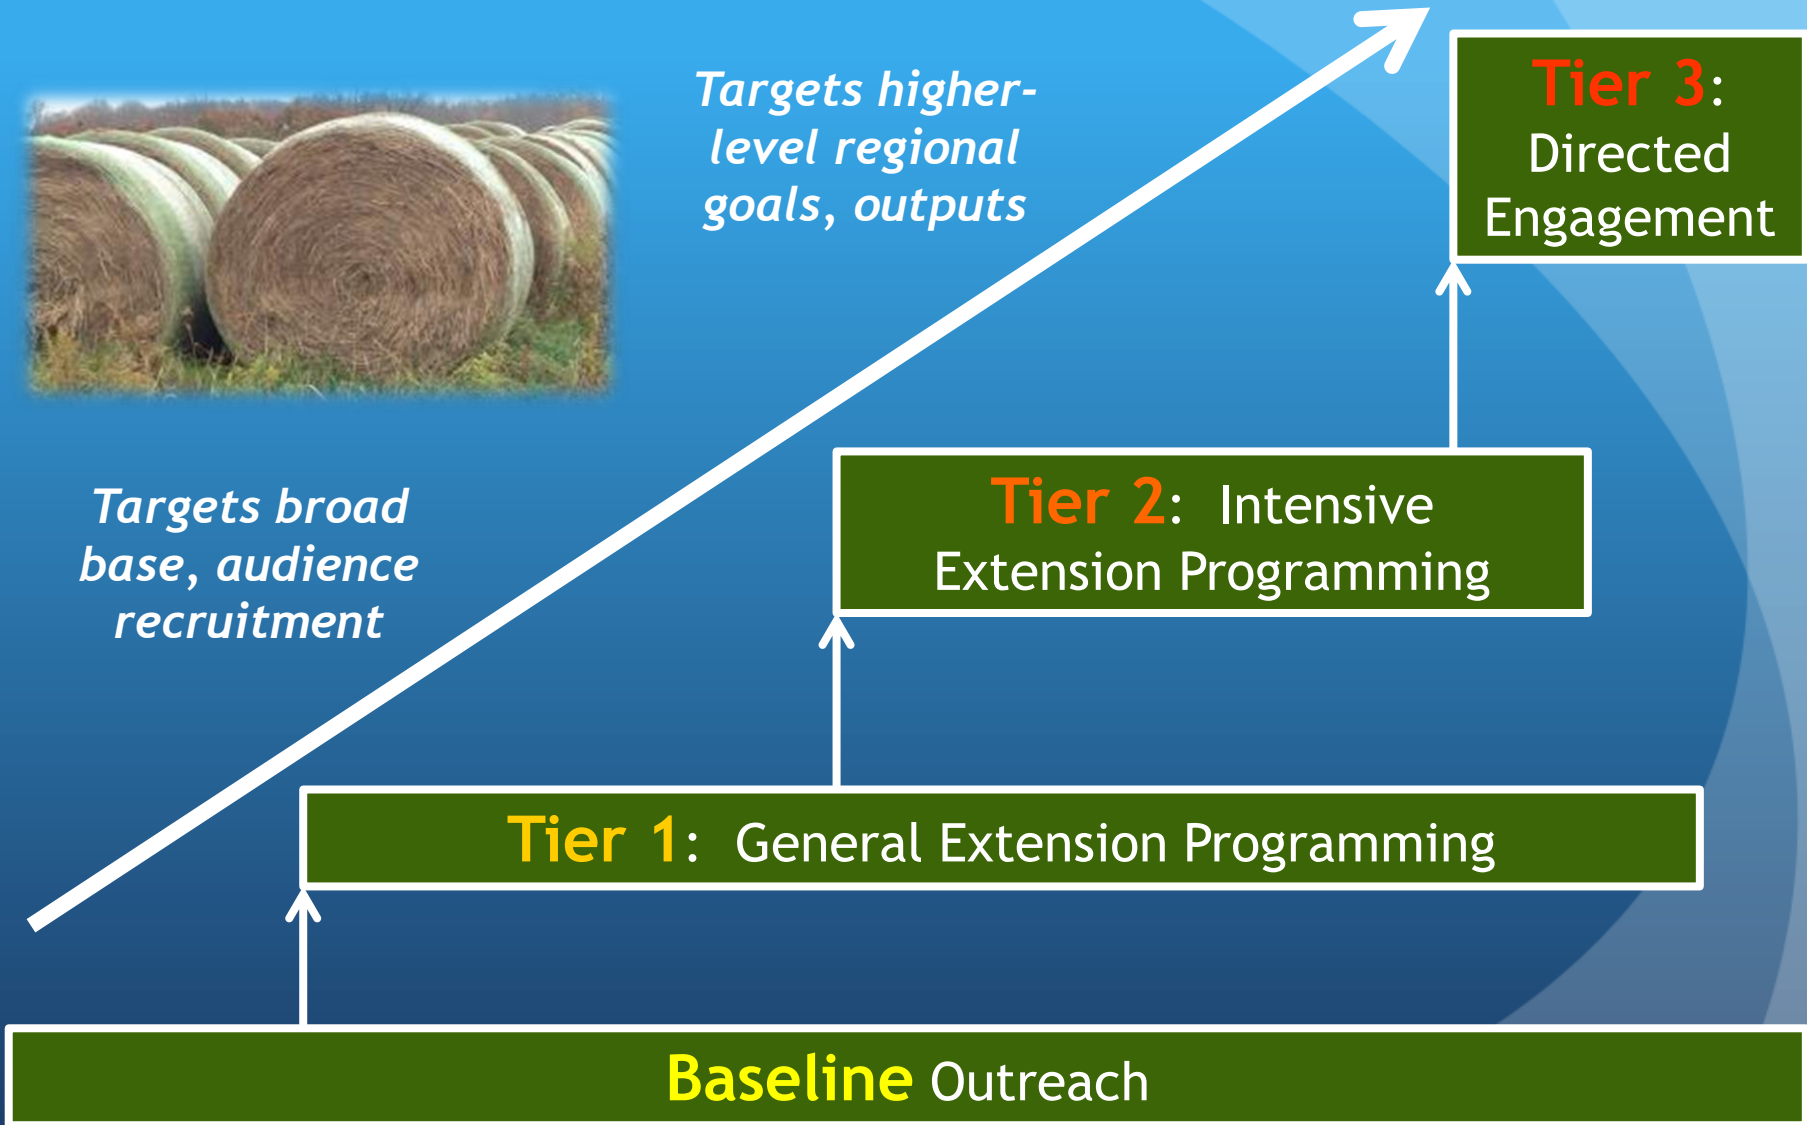 Targets higher-
level regional
goals, outputs
Tier 3:
Directed
Engagement
Targets broad
base, audience
recruitment
Tier 2: Intensive
Extension Programming
Tier 1: General Extension Programming
Baseline Outreach